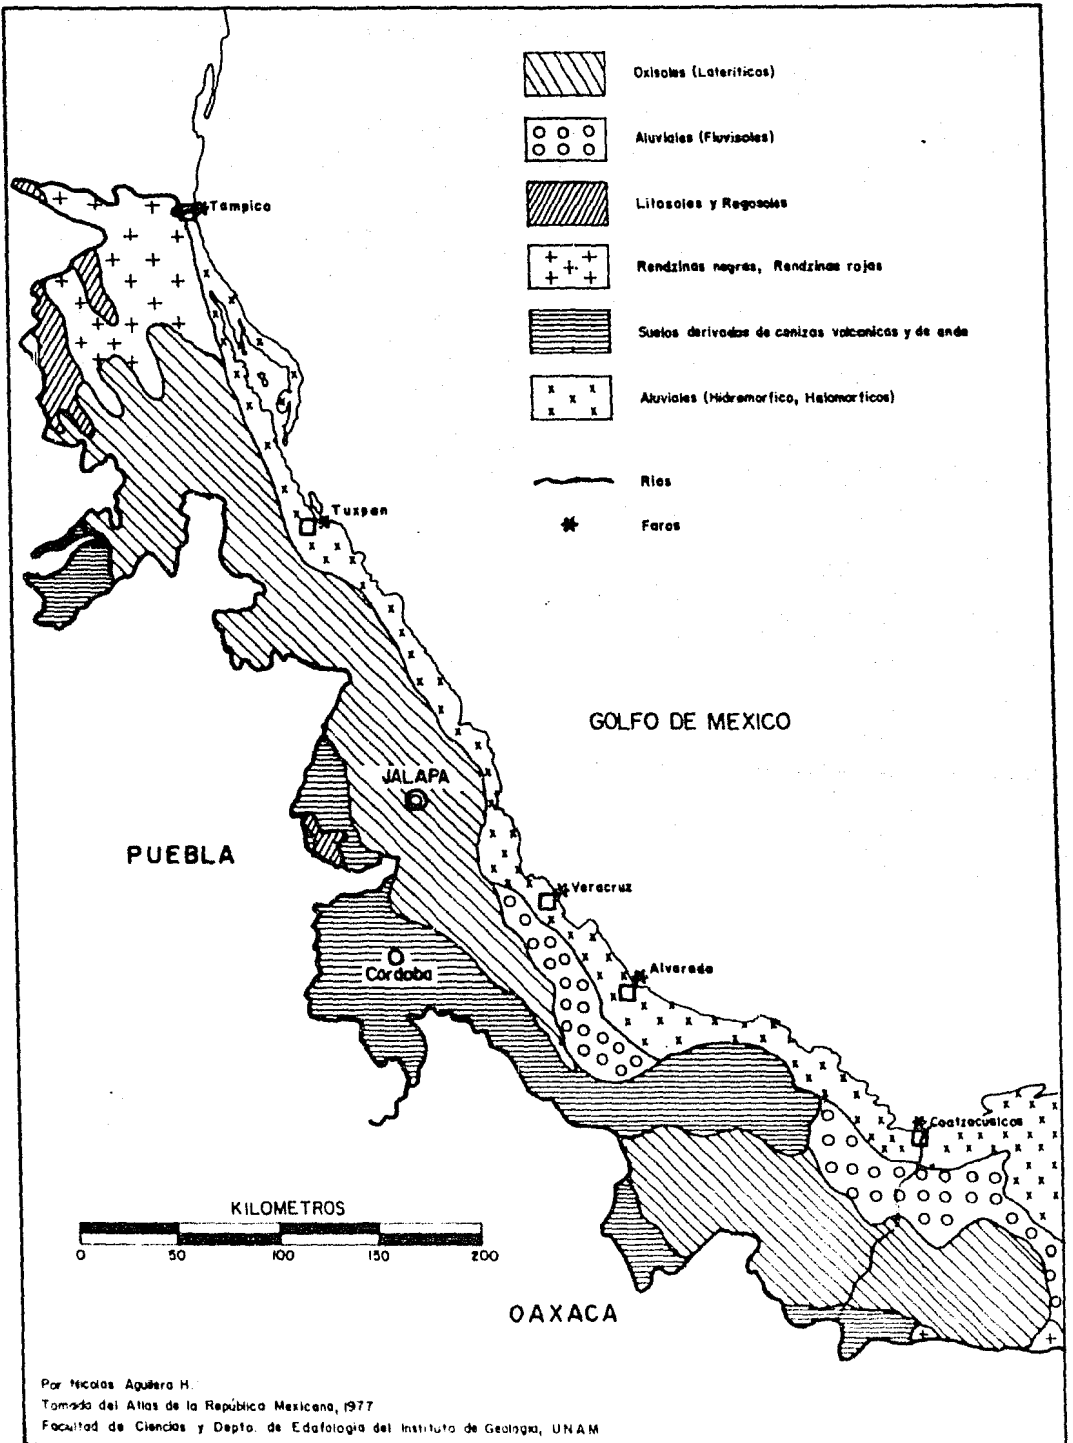 Oxisoles (Lateriticos)
Aluviales (Fluvisoles)
Litosoles y Regosoles
Rendzinas negras, Rendzinas rojas
Suelos derivados de cenizas volcanicas y de ando
Aluviales (Hidromorfico, Halomorficos)
Rios
Faros
Tampico
Tuxpan
GOLFO DE MEXICO
JALAPA
PUEBLA
Veracruz
Cordoba
Alvarado
Coatzacualcos
KILOMETROS
0 50 100 150 200
OAXACA
Por Nicolas Aguilera H.
Tomada del Atlas de la República Mexicana, 1977
Facultad de Ciencias y Depto. de Edafologia del Instituto de Geologia, UNAM